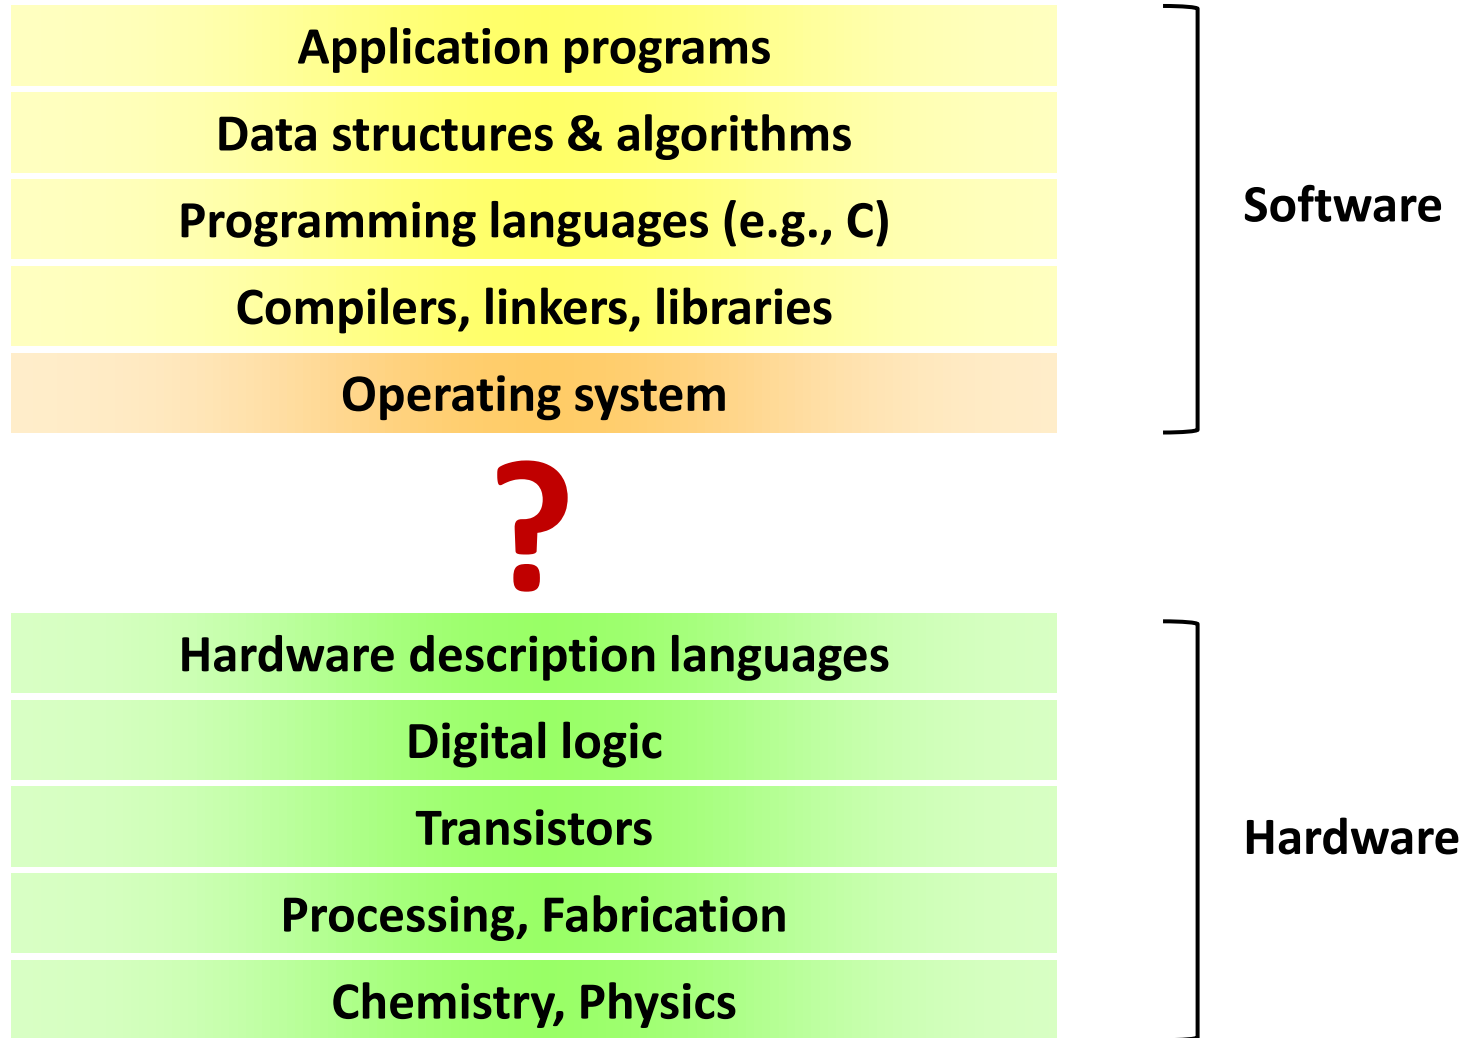 Application programs
Data structures & algorithms
Programming languages (e.g., C)
Compilers, linkers, libraries
Operating system
Software
?
Hardware description languages
Digital logic
Transistors
Processing, Fabrication
Chemistry, Physics
Hardware